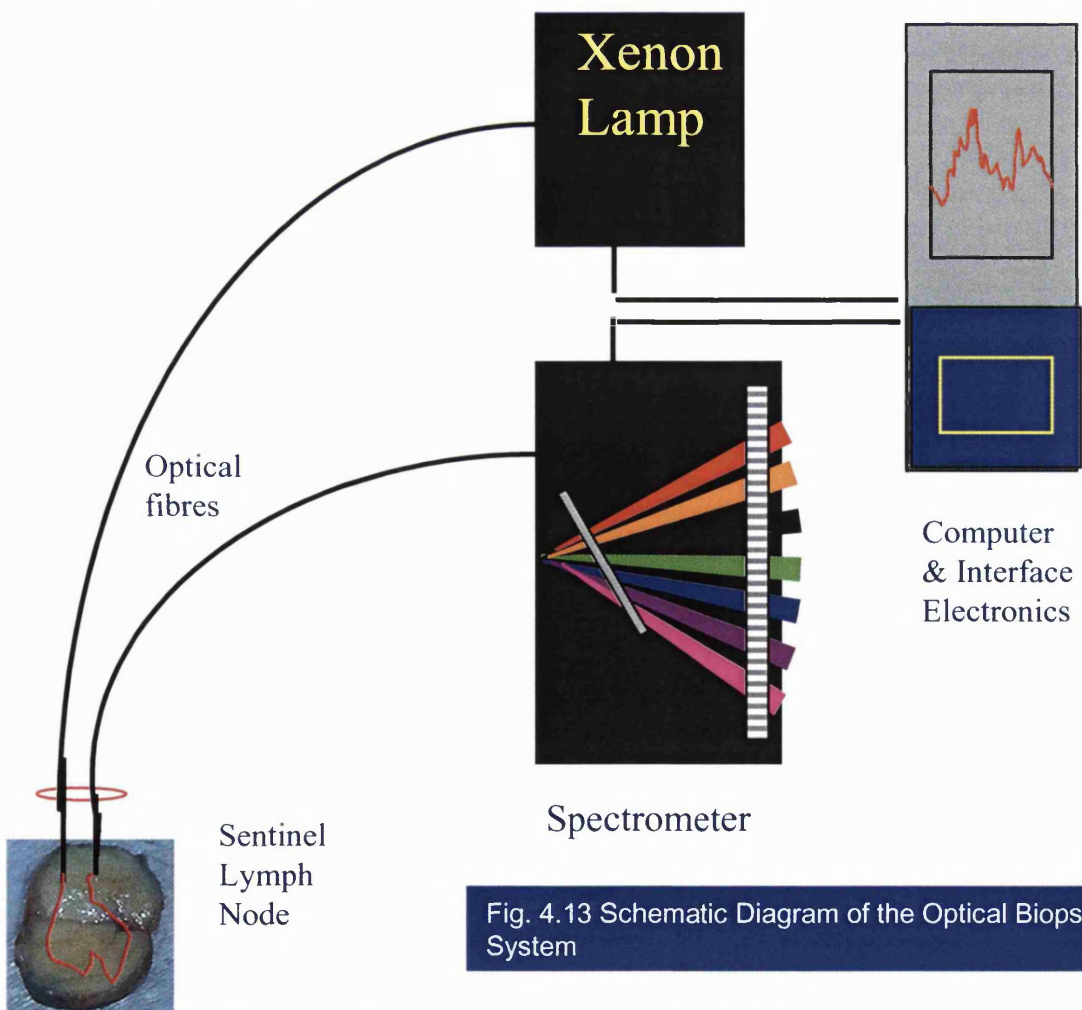 Xenon
Lamp
Optical
fibres
Computer
& Interface
Electronics
Spectrometer
Sentinel
Lymph
Node
Fig. 4.13 Schematic Diagram of the Optical Biops
System